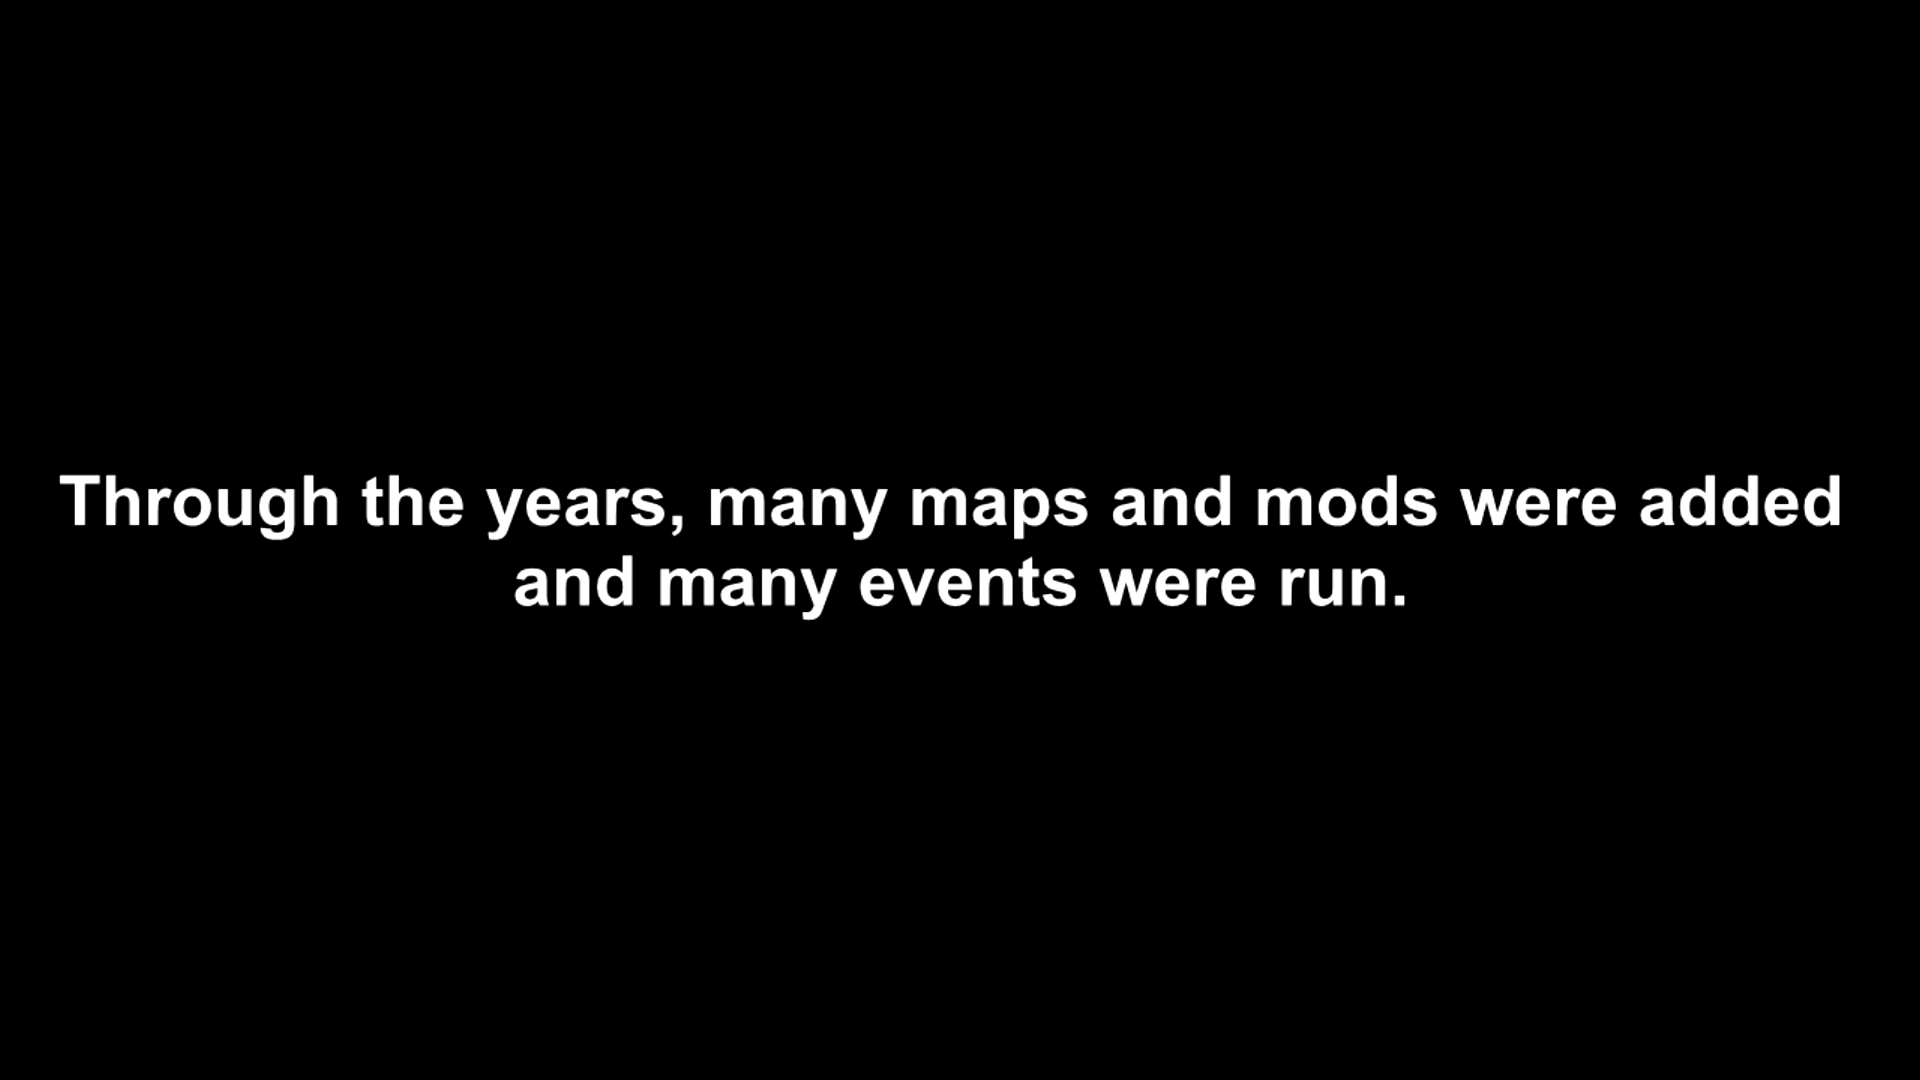 Through the years, many maps and mods were added
and many events were run.